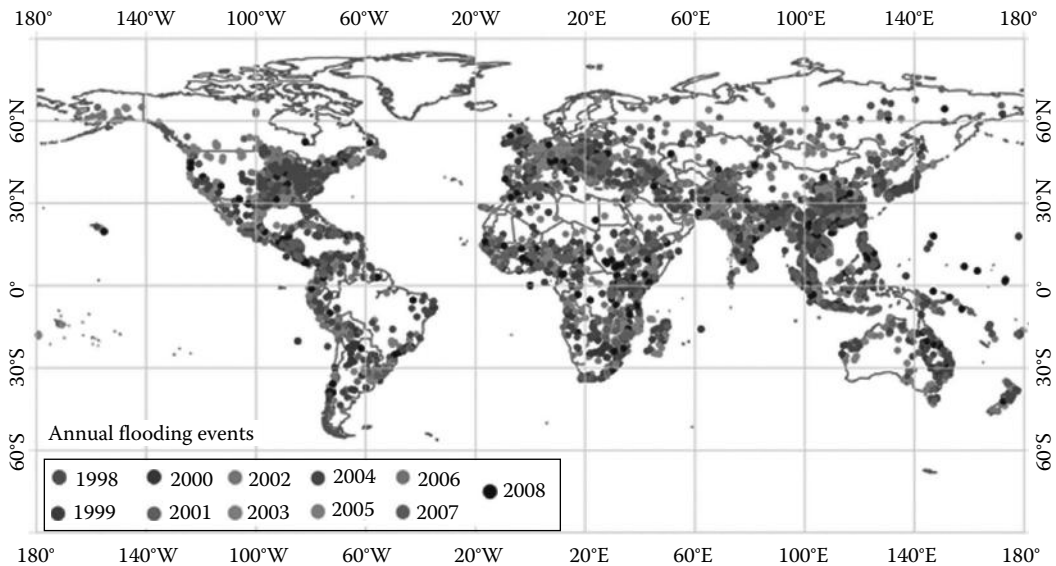 180° 140°W 100°W 60°W 20°W 20°E 60°E 100°E 140°E 180°
60°N 60°N
30°N 30°N
0° 0°
30°S 30°S
60°S 60°S
Annual flooding events
1998 2000 2002 2004 2006 2008
1999 2001 2003 2005 2007
180° 140°W 100°W 60°W 20°W 20°E 60°E 100°E 140°E 180°